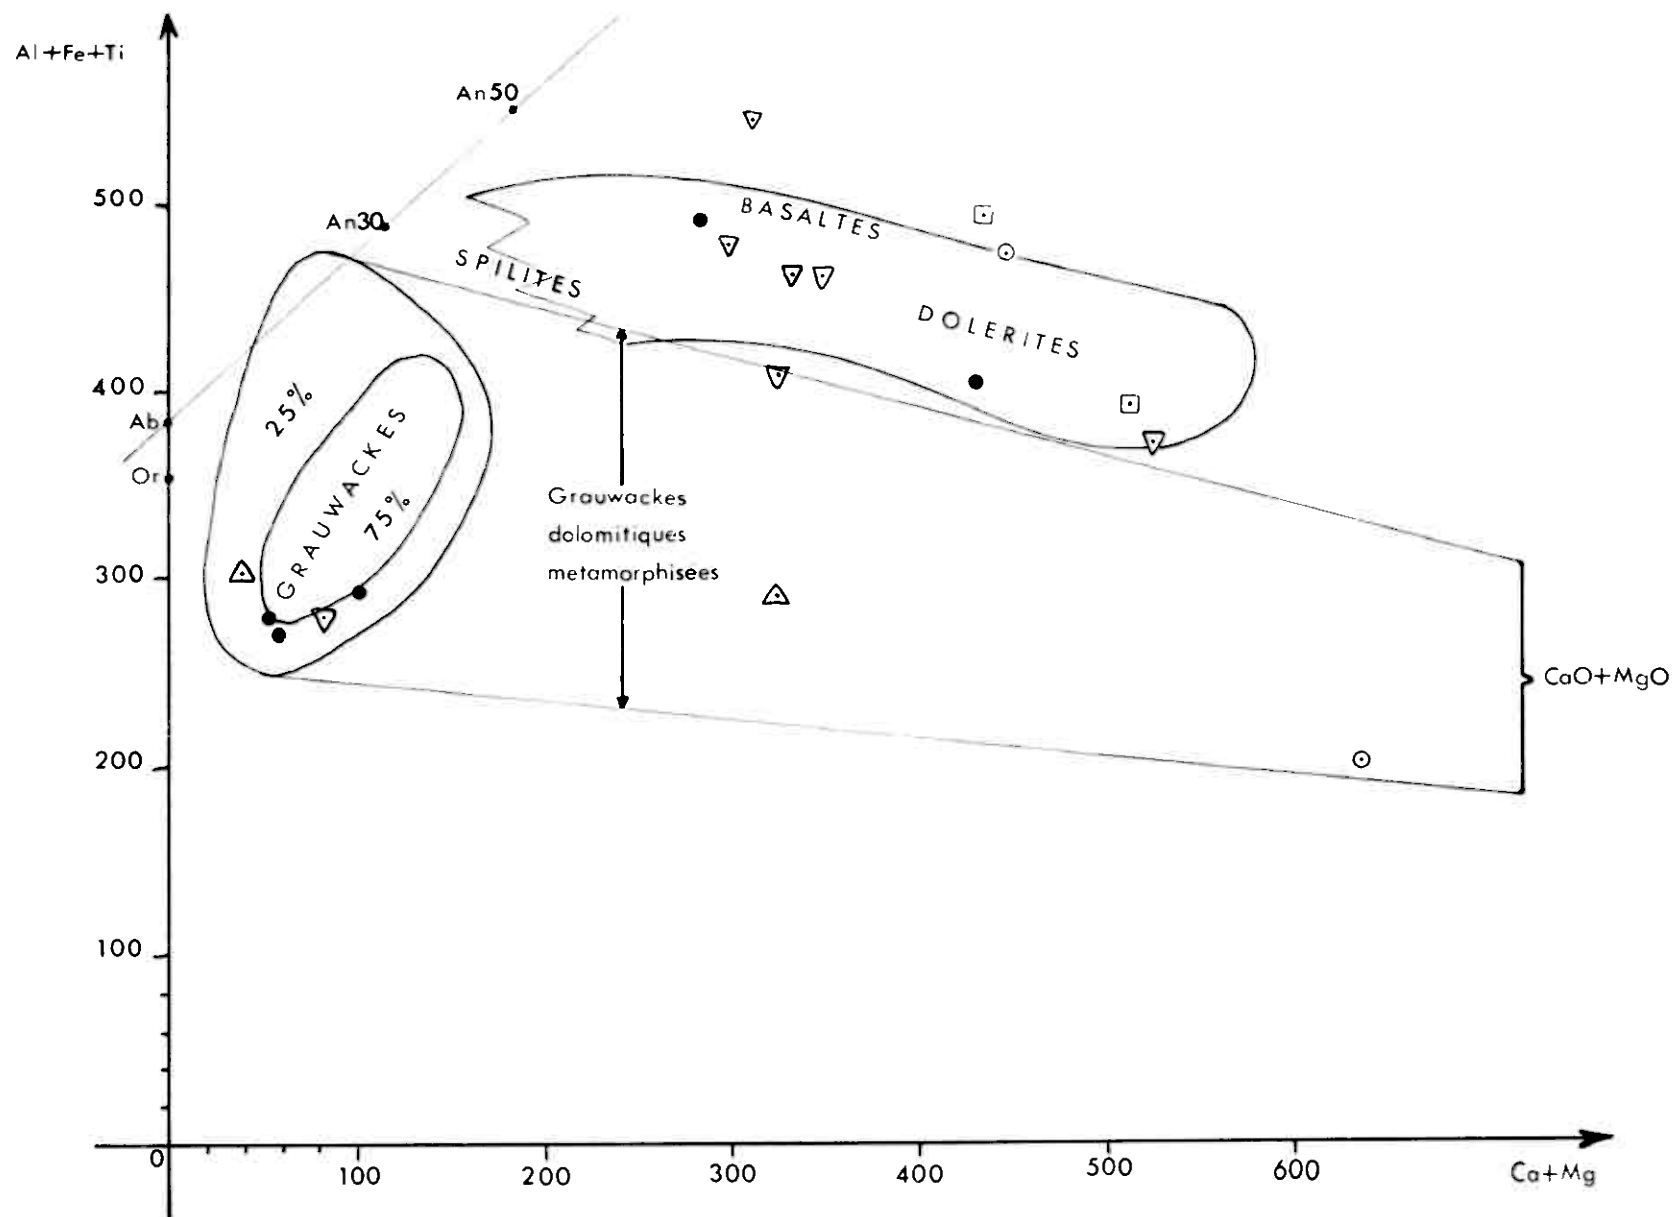 Al+Fe+Ti
An50
500
An30
BASALTES
SPILITES
DOLERITES
400
Ab
25%
Or
GRAUWACKES
75%
Grauwackes
dolomitiques
metamorphisées
300
CaO+MgO
200
100
0
100
200
300
400
500
600
Ca+Mg